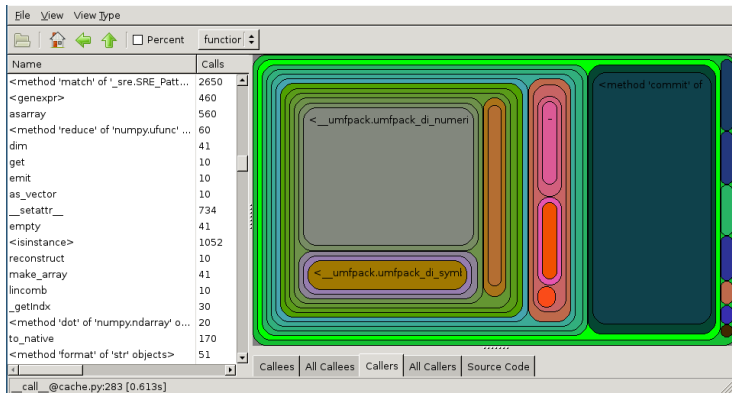 File View View Type
Percent function
Name Calls
<method 'match' of '_sre.SRE_Patt... 2650
<genexpr> 460
asarray 560
<method 'reduce' of 'numpy.ufunc' ... 60
dim 41
get 10
emit 10
as_vector 10
__setattr__ 734
empty 41
<isinstance> 1052
reconstruct 10
make_array 41
lincomb 10
_getIndx 30
<method 'dot' of 'numpy.ndarray' o... 20
to_native 170
<method 'format' of 'str' objects> 51
<__umfpack.umfpack_di_numeri
<__umfpack.umfpack_di_symb
-
<method 'commit' of
Callees All Callees Callers All Callers Source Code
__call__@cache.py:283 [0.613s]